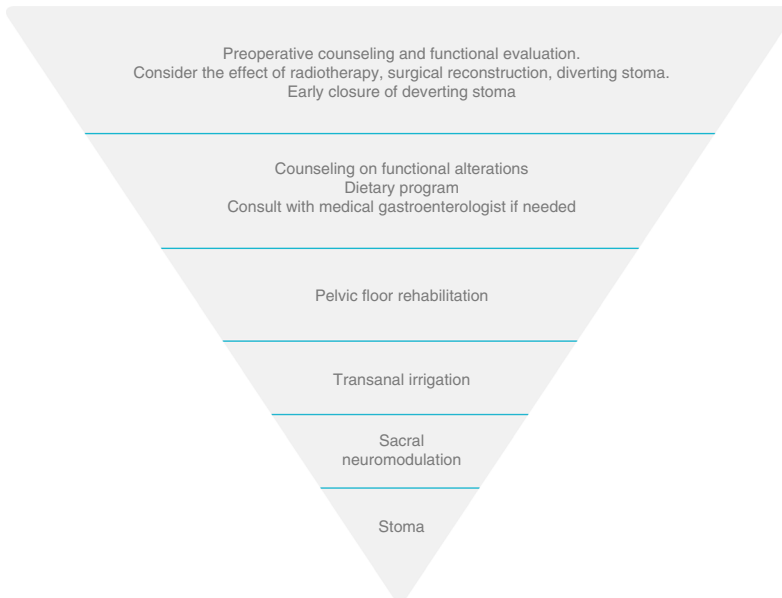 Preoperative counseling and functional evaluation.
Consider the effect of radiotherapy, surgical reconstruction, diverting stoma.
Early closure of deverting stoma
Counseling on functional alterations
Dietary program
Consult with medical gastroenterologist if needed
Pelvic floor rehabilitation
Transanal irrigation
Sacral
neuromodulation
Stoma